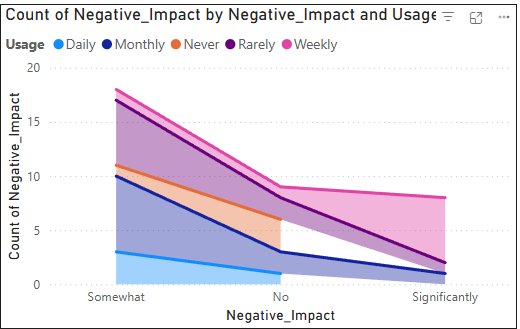 Count of Negative_Impact by Negative_Impact and Usage
Usage Daily Monthly Never Rarely Weekly
20
15
10
5
0
Count of Negative_Impact
Somewhat No Significantly
Negative_Impact